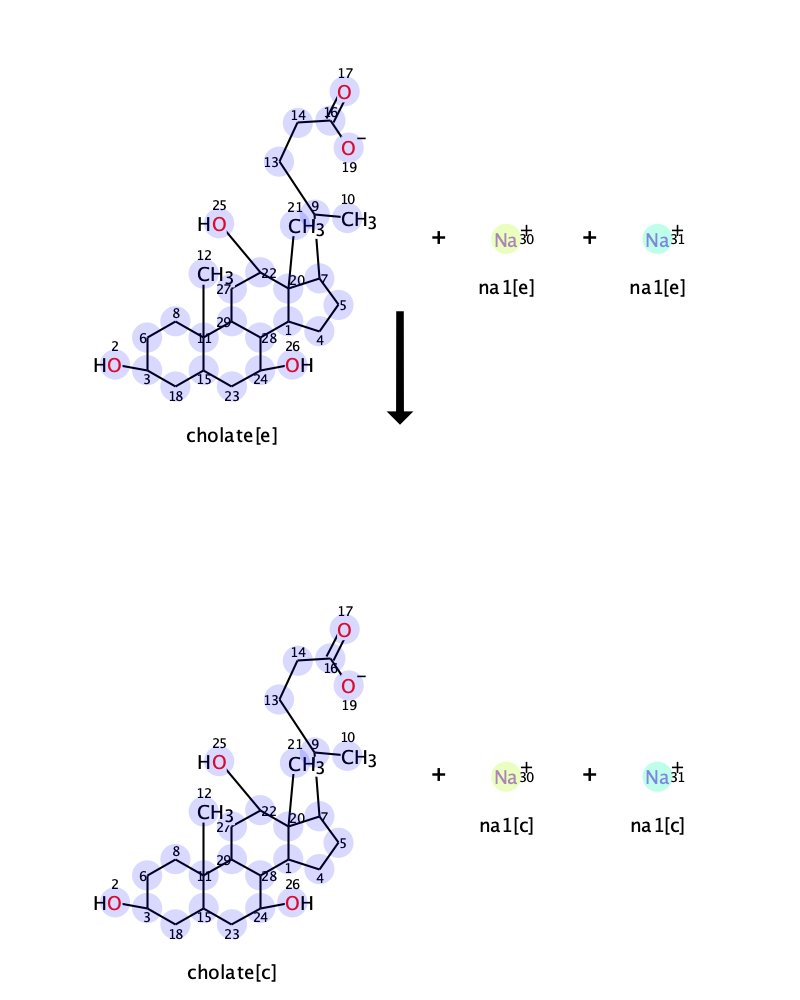 17
O
14
16
O −
19
13
25
21
9
10
HO
CH3
CH3
+
Na + 30
+
Na + 31
12
CH3
22
27
20
7
na1[e]
na1[e]
8
29
5
6
11
28
1
4
2
26
HO
3
15
24
OH
18
23
cholate[e]
17
O
14
16
O −
19
13
25
21
9
10
HO
CH3
CH3
+
Na + 30
+
Na + 31
12
CH3
22
27
20
7
na1[c]
na1[c]
8
29
5
6
11
28
1
4
2
26
HO
3
15
24
OH
18
23
cholate[c]